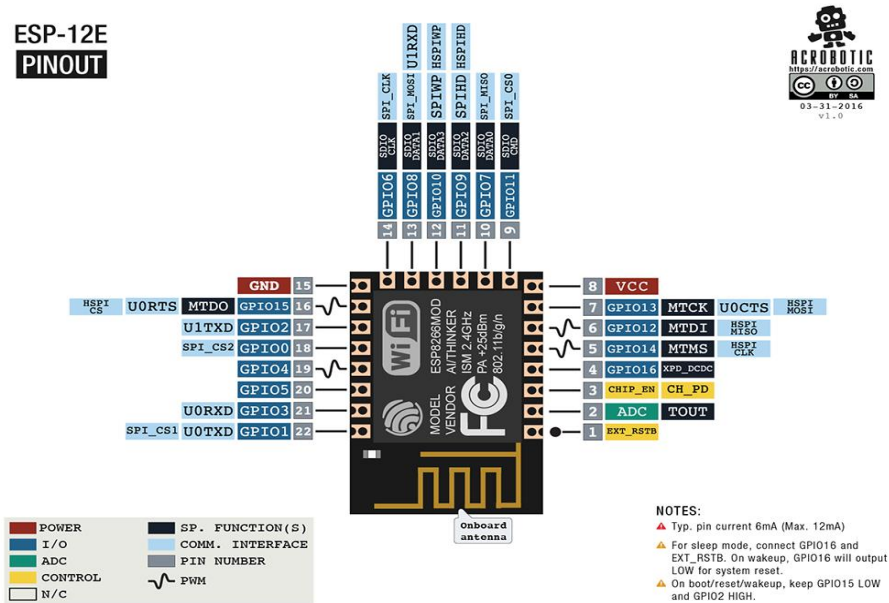 ESP-12E
PINOUT
ACROBOTIC
https://acrobotic.com
cc BY SA
03-31-2016
v1.0
SPI_CLK
SDIO CLK
GPIO6
14
U1RXD
SPI_MOSI
SDIO DATA1
GPIO8
13
HSPIWP
SPIWP
SDIO DATA3
GPIO10
12
HSPIHD
SPIHD
SDIO DATA2
GPIO9
11
SPI_MISO
SDIO DATA0
GPIO7
10
SPI_CS0
SDIO CMD
GPIO11
9
GND 15
HSPI CS U0RTS MTDO GPIO15 16
U1TXD GPIO2 17
SPI_CS2 GPIO0 18
GPIO4 19
GPIO5 20
U0RXD GPIO3 21
SPI_CS1 U0TXD GPIO1 22
WiFi
ESP8266MOD
AI/THINKER
ISM 2.4GHz
PA +25dBm
802.11b/g/n
MODEL
VENDOR
FC
8 VCC
7 GPIO13 MTCK U0CTS HSPI MOSI
6 GPIO12 MTDI HSPI MISO
5 GPIO14 MTMS HSPI CLK
4 GPIO16 XPD_DCDC
3 CHIP_EN CH_PD
2 ADC TOUT
1 EXT_RSTB
Onboard
antenna
POWER
I/O
ADC
CONTROL
N/C
SP. FUNCTION(S)
COMM. INTERFACE
PIN NUMBER
PWM
NOTES:
Typ. pin current 6mA (Max. 12mA)
For sleep mode, connect GPIO16 and
EXT_RSTB. On wakeup, GPIO16 will output
LOW for system reset.
On boot/reset/wakeup, keep GPIO15 LOW
and GPIO2 HIGH.